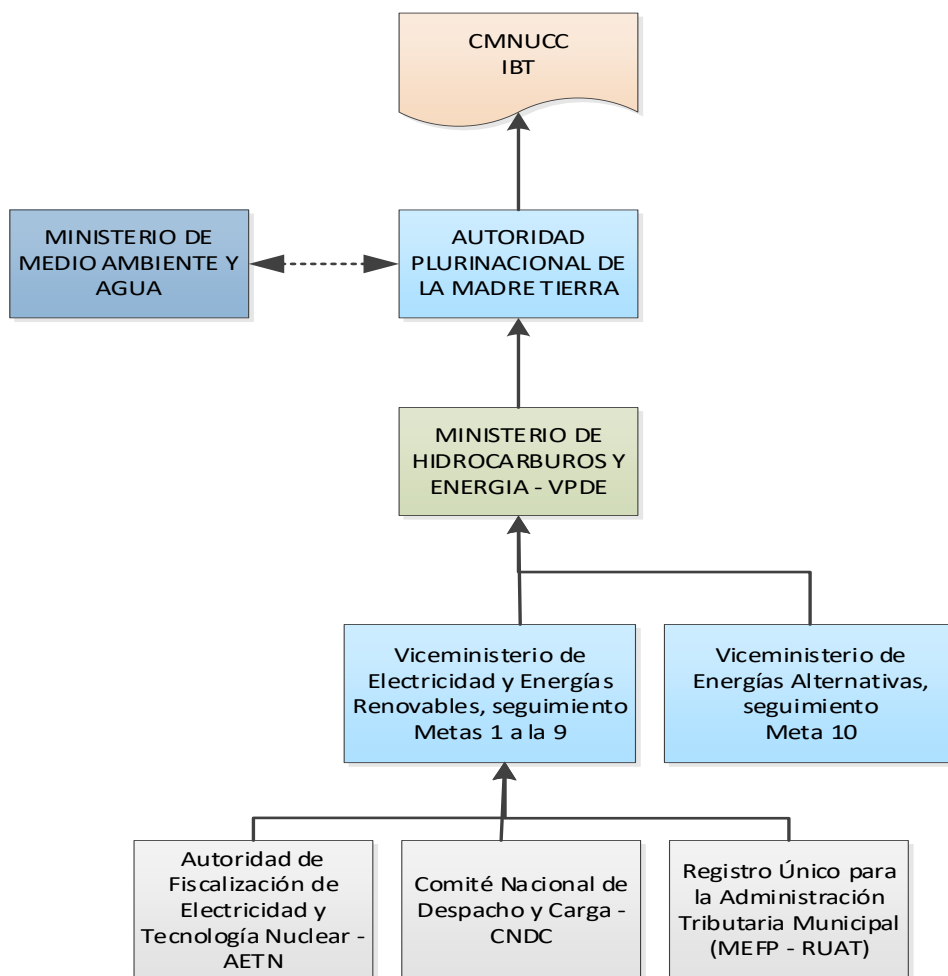 CMNUCC
IBT
MINISTERIO DE
MEDIO AMBIENTE Y
AGUA
AUTORIDAD
PLURINACIONAL DE
LA MADRE TIERRA
MINISTERIO DE
HIDROCARBUROS Y
ENERGIA - VPDE
Viceministerio de
Electricidad y Energías
Renovables, seguimiento
Metas 1 a la 9
Viceministerio de
Energías Alternativas,
seguimiento
Meta 10
Autoridad de
Fiscalización de
Electricidad y
Tecnología Nuclear -
AETN
Comité Nacional de
Despacho y Carga -
CNDC
Registro Único para
la Administración
Tributaria Municipal
(MEFP - RUAT)